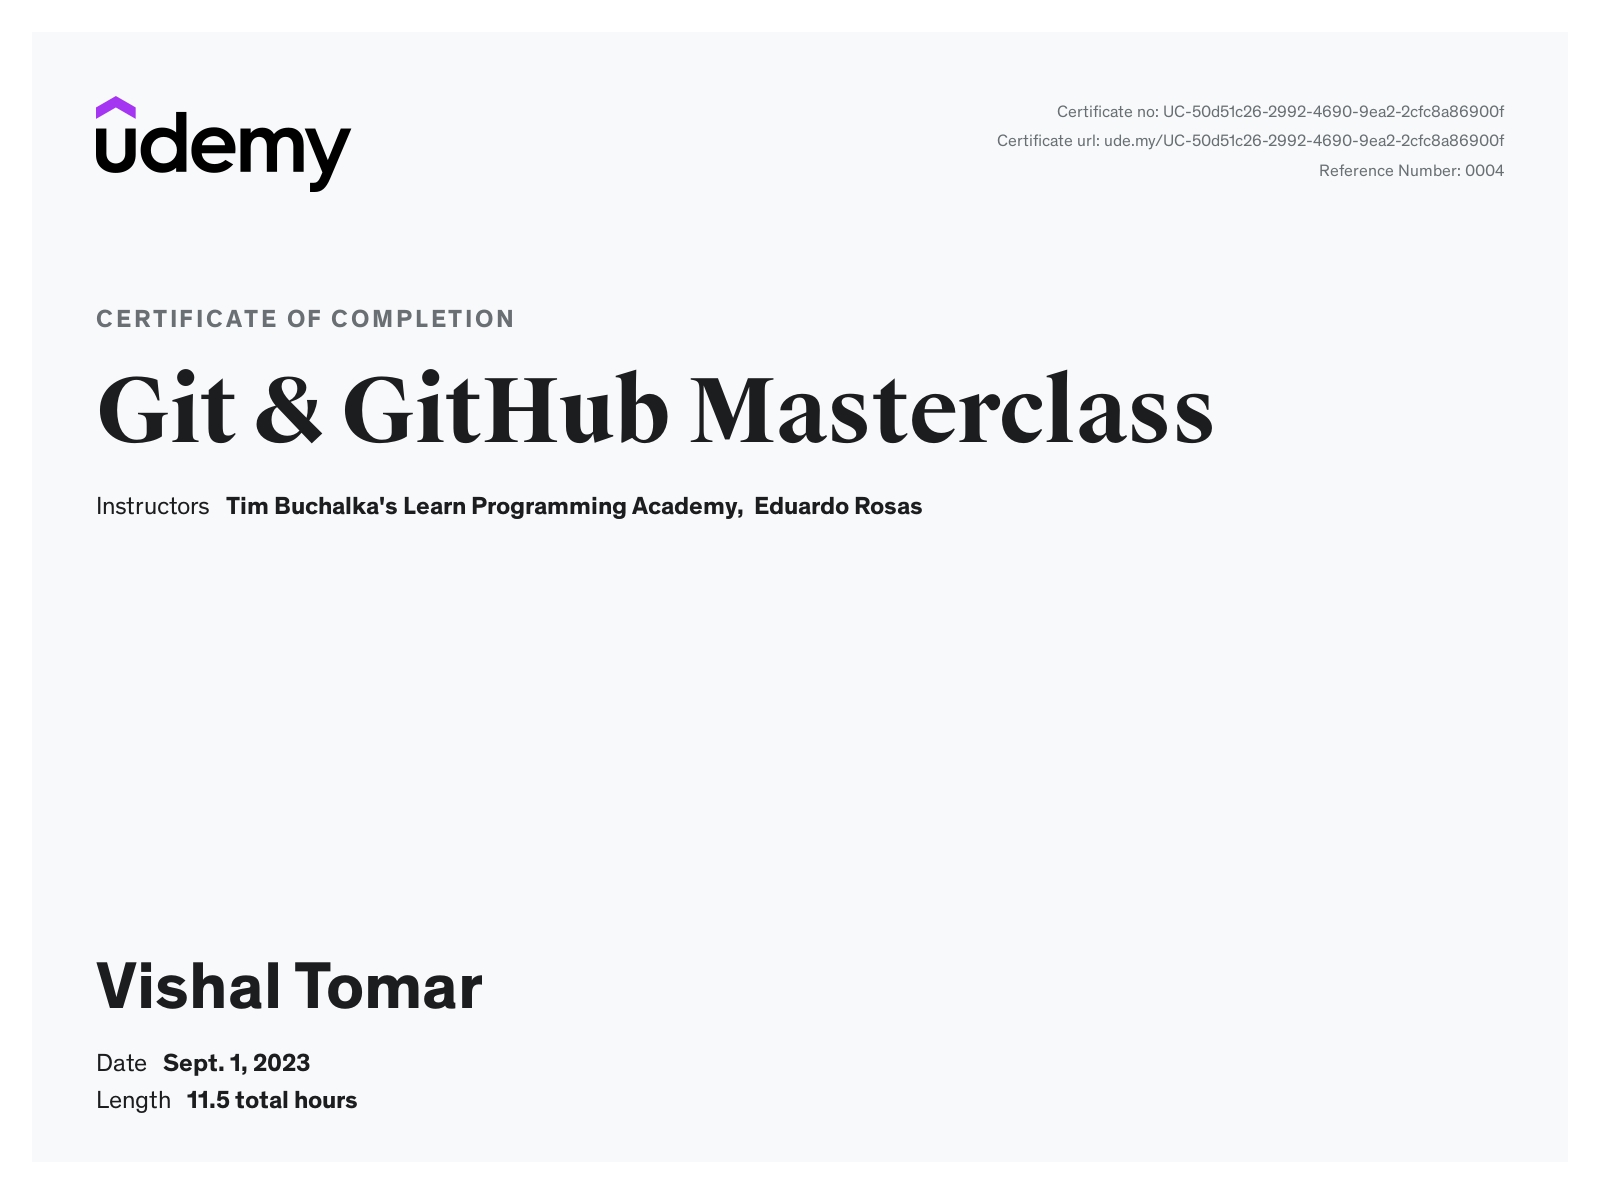 udemy
Certificate no: UC-50d51c26-2992-4690-9ea2-2cfc8a86900f
Certificate url: ude.my/UC-50d51c26-2992-4690-9ea2-2cfc8a86900f
Reference Number: 0004
CERTIFICATE OF COMPLETION
Git & GitHub Masterclass
Instructors Tim Buchalka's Learn Programming Academy, Eduardo Rosas
Vishal Tomar
Date Sept. 1, 2023
Length 11.5 total hours